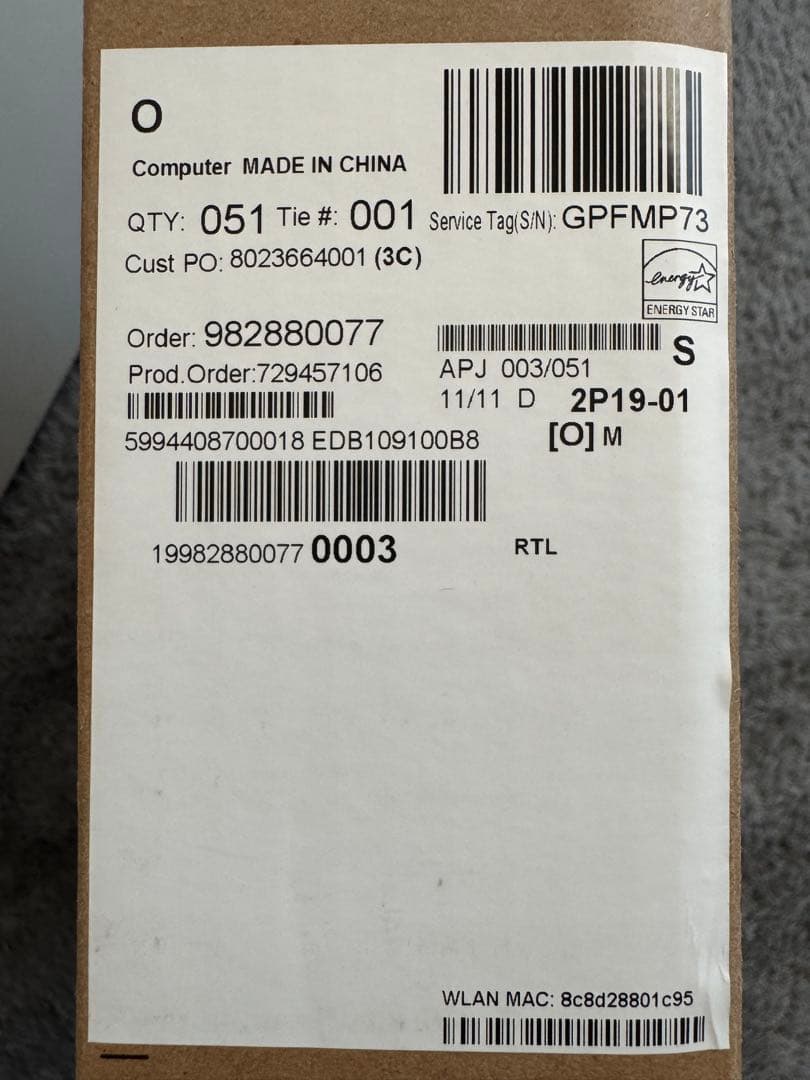 O
Computer MADE IN CHINA
QTY: 051 Tie #: 001 Service Tag(S/N): GPFMP73
Cust PO: 8023664001 (3C)
energy
ENERGY STAR
Order: 982880077
S
Prod.Order:729457106
APJ 003/051
11/11 D 2P19-01
5994408700018 EDB109100B8
[O] M
19982880077 0003
RTL
WLAN MAC: 8c8d28801c95